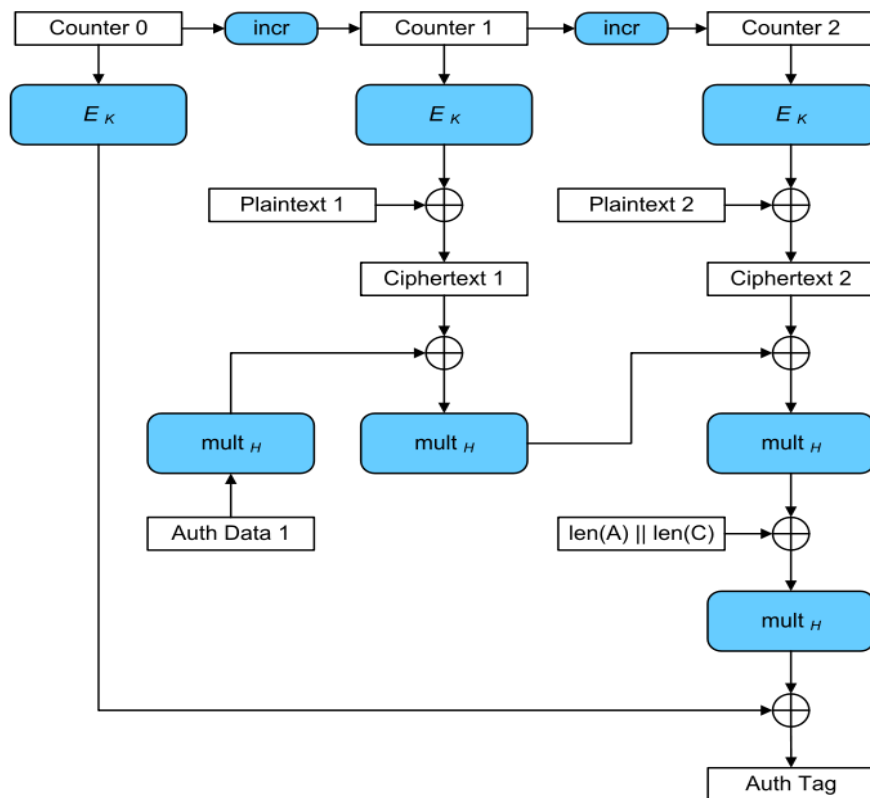 Counter 0
incr
Counter 1
incr
Counter 2
E K
E K
E K
Plaintext 1
Plaintext 2
Ciphertext 1
Ciphertext 2
mult H
mult H
mult H
Auth Data 1
len(A) || len(C)
mult H
Auth Tag